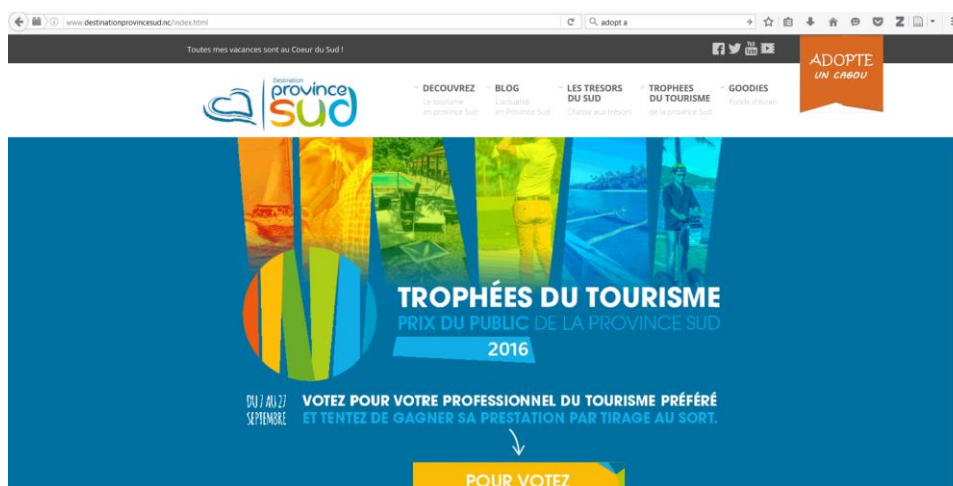 www.destinationprovincesud.nc/index.html
adopt a
Toutes mes vacances sont au Coeur du Sud !
You
Tube
ADOPTE
UN CAGOU
Destination
province
sud
DECOUVREZ
Le tourisme
en province Sud
BLOG
L'actualité
en Province Sud
LES TRESORS
DU SUD
Chasse aux trésors
TROPHEES
DU TOURISME
de la province Sud
GOODIES
Fonds d'écran
TROPHÉES DU TOURISME
PRIX DU PUBLIC DE LA PROVINCE SUD
2016
DU 7 AU 27
SEPTEMBRE
VOTEZ POUR VOTRE PROFESSIONNEL DU TOURISME PRÉFÉRÉ
ET TENTEZ DE GAGNER SA PRESTATION PAR TIRAGE AU SORT.
POUR VOTEZ